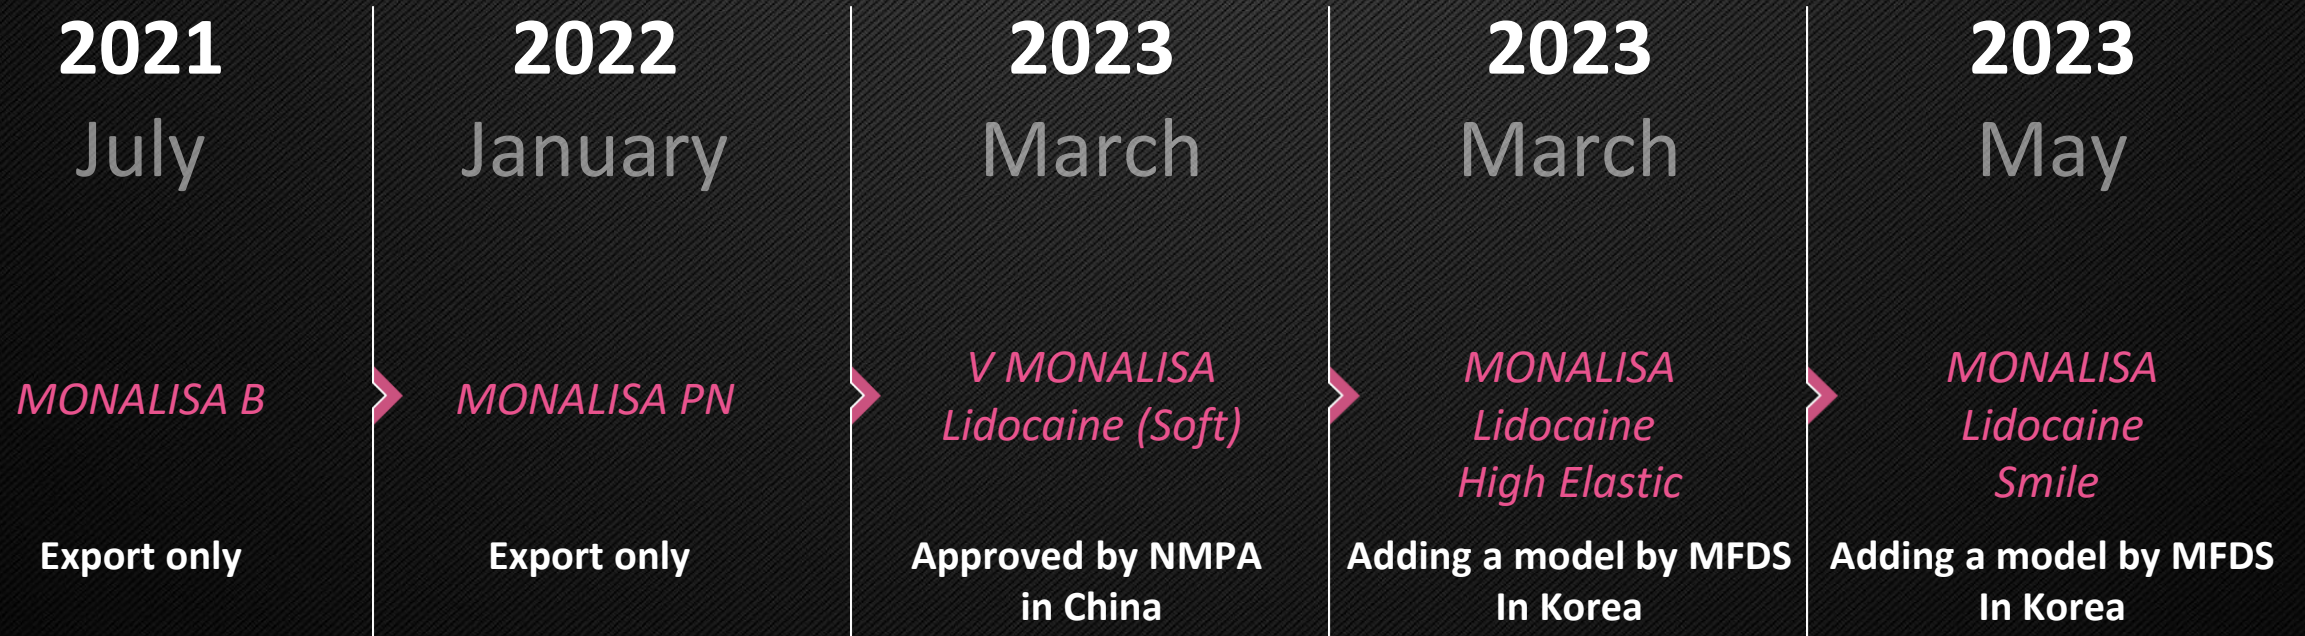 2021
July
MONALISA B
Export only
2022
January
MONALISA PN
Export only
2023
March
V MONALISA
Lidocaine (Soft)
Approved by NMPA
in China
2023
March
MONALISA
Lidocaine
High Elastic
Adding a model by MFDS
In Korea
2023
May
MONALISA
Lidocaine
Smile
Adding a model by MFDS
In Korea